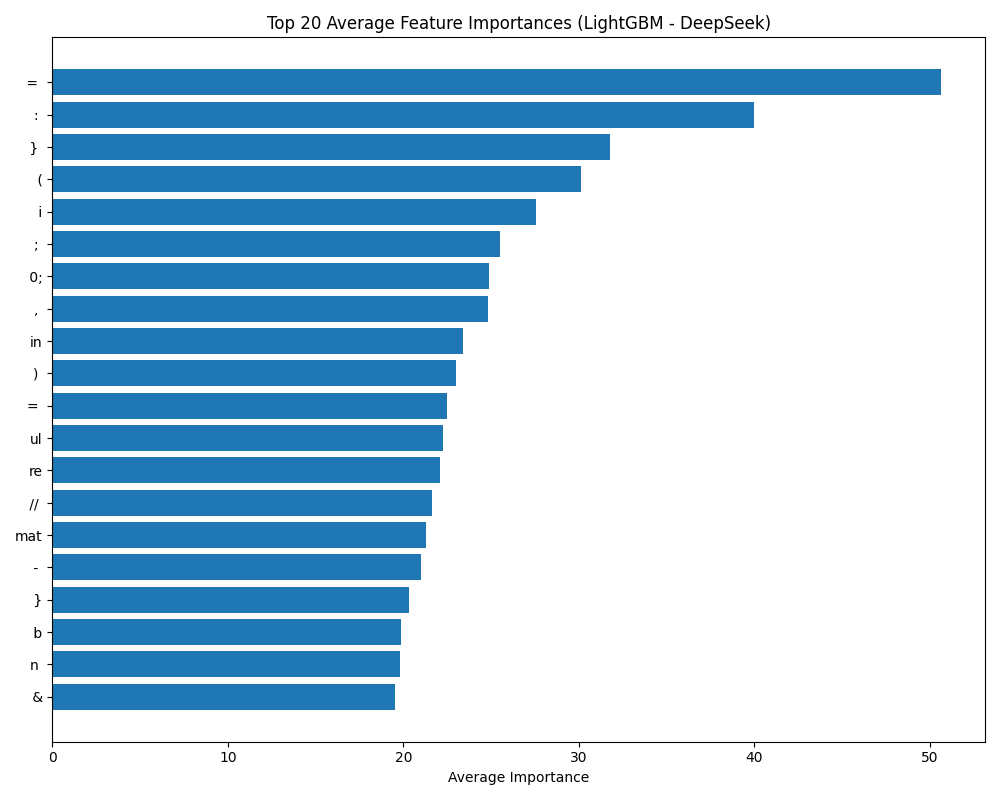 Top 20 Average Feature Importances (LightGBM - DeepSeek)
=
:
}
(
i
;
0;
,
in
)
=
ul
re
//
mat
-
}
b
n
&
0 10 20 30 40 50
Average Importance